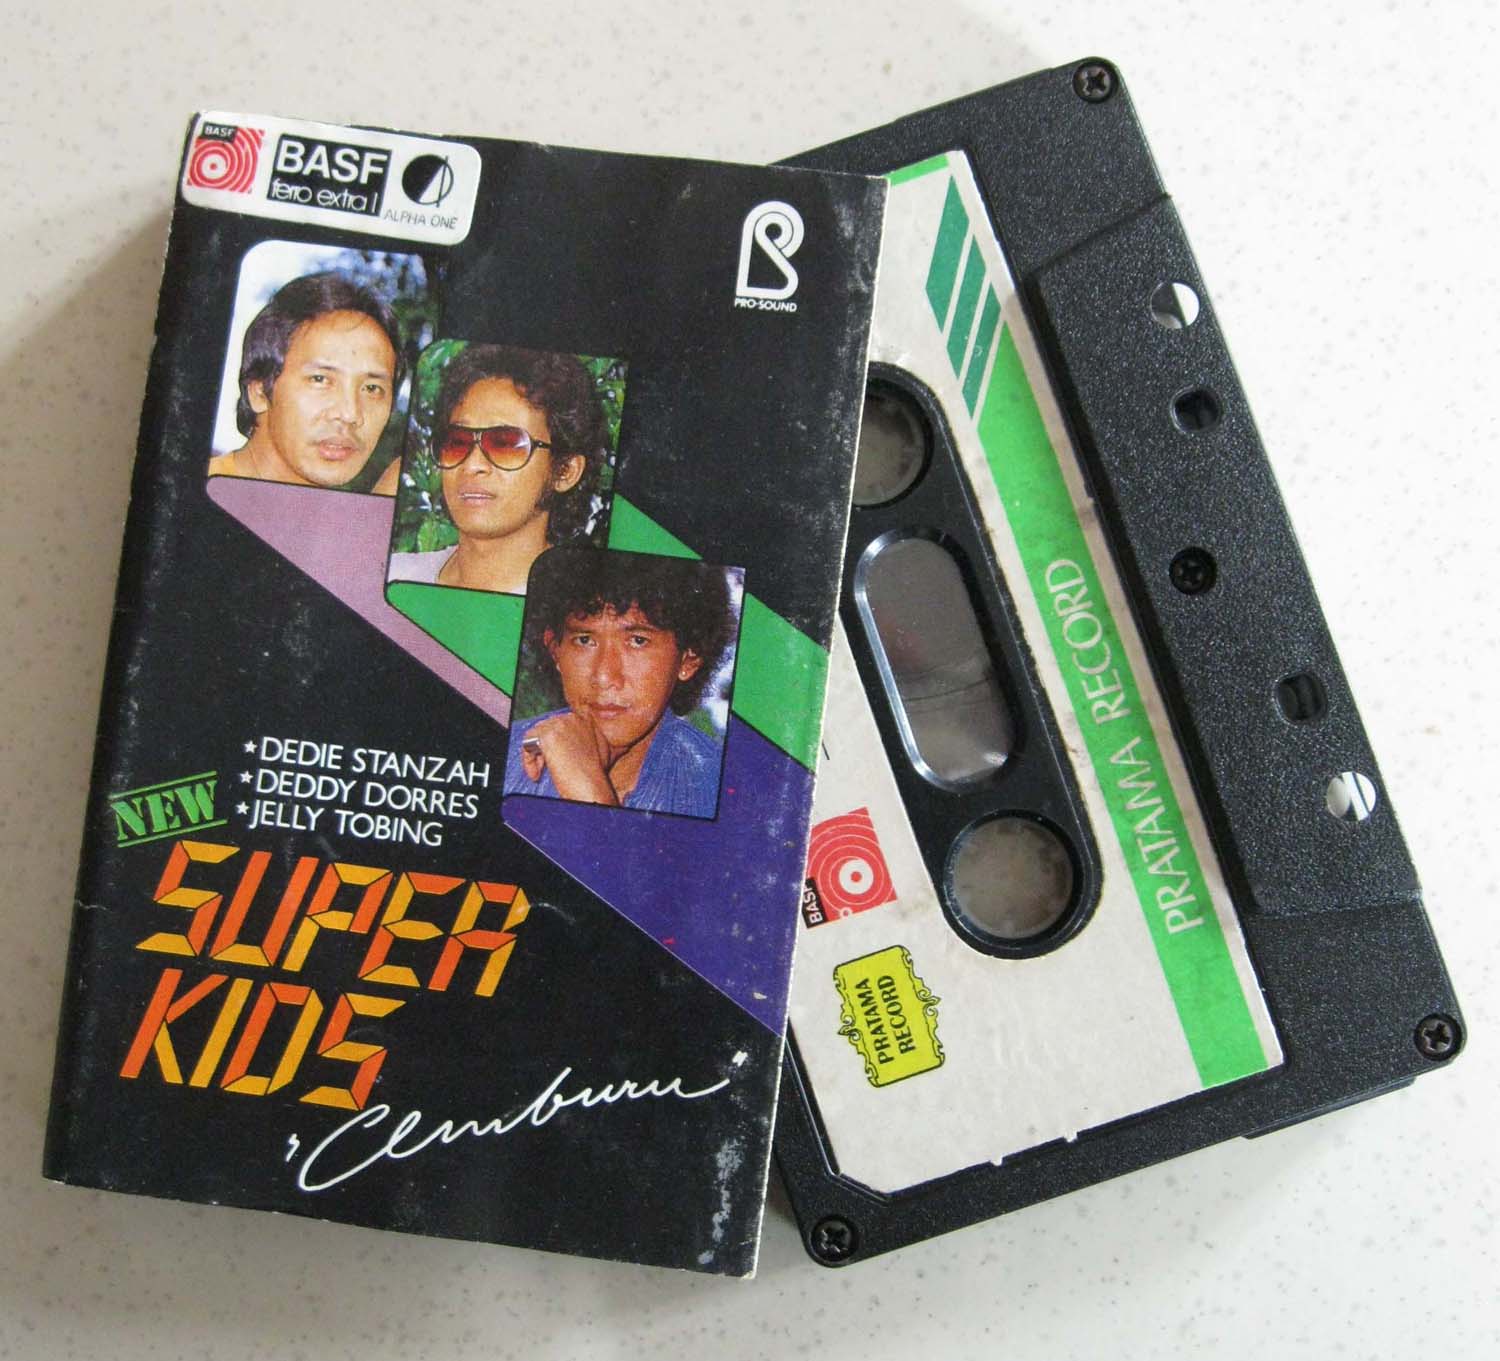 BASF
BASF
ferro extra I
ALPHA ONE
PRO-SOUND
★DEDIE STANZAH
★DEDDY DORRES
★JELLY TOBING
NEW
SUPER
KIDS
"Cemburu"
PRATAMA RECORD
BASF
PRATAMA
RECORD